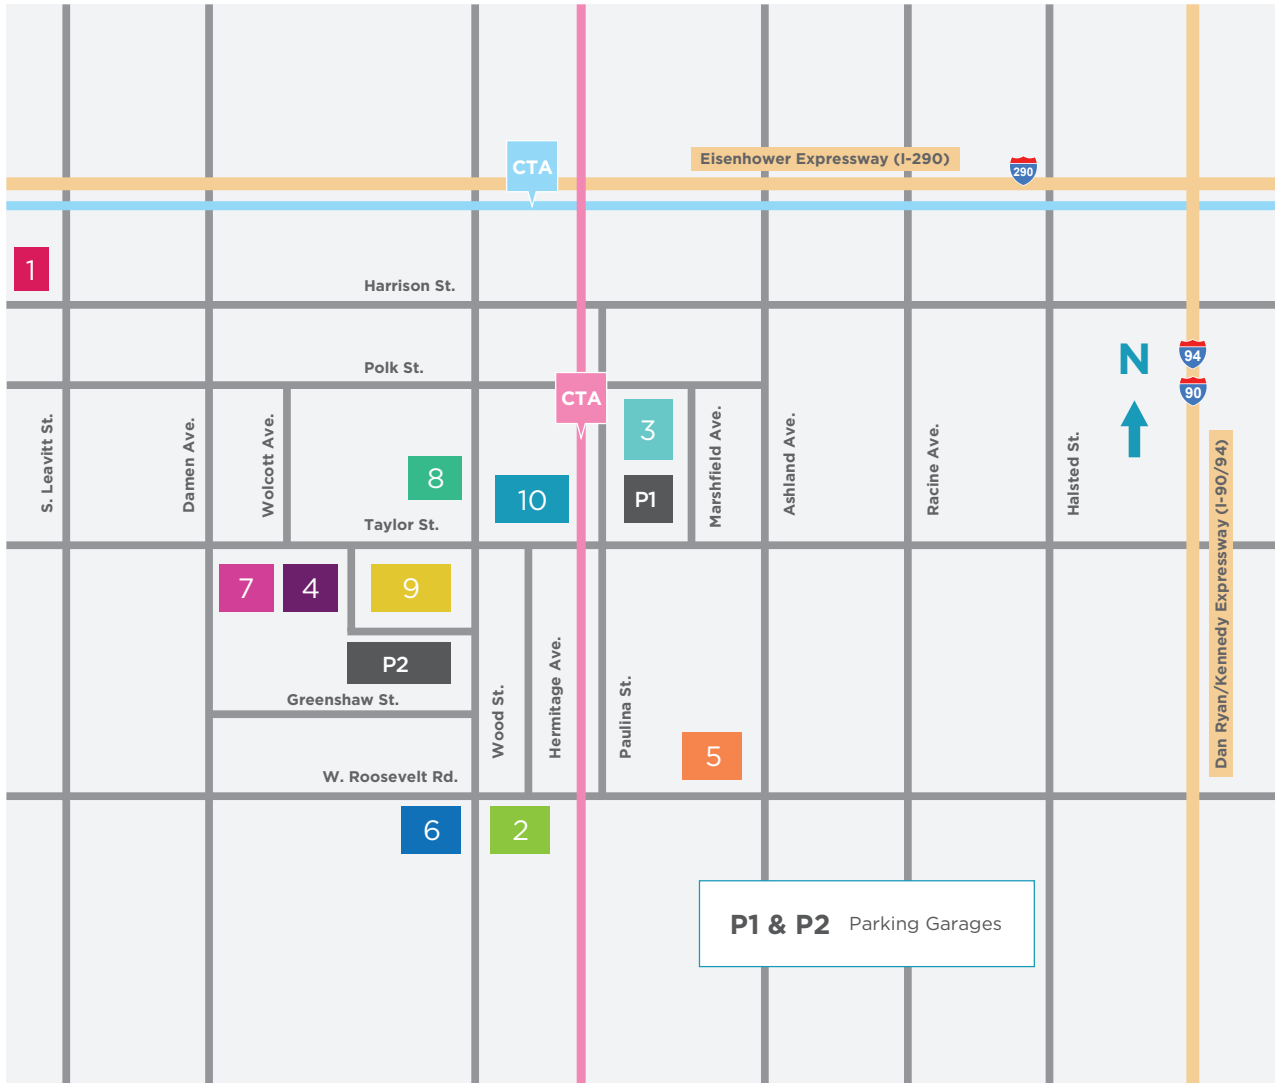 CTA
Eisenhower Expressway (I-290)
290
1
Harrison St.
Polk St.
N
94
90
CTA
S. Leavitt St.
Damen Ave.
Wolcott Ave.
3
Marshfield Ave.
Ashland Ave.
Racine Ave.
Halsted St.
8
10
P1
Taylor St.
Dan Ryan/Kennedy Expressway (I-90/94)
7
4
9
P2
Greenshaw St.
Wood St.
Hermitage Ave.
Paulina St.
5
W. Roosevelt Rd.
6
2
P1 & P2 Parking Garages